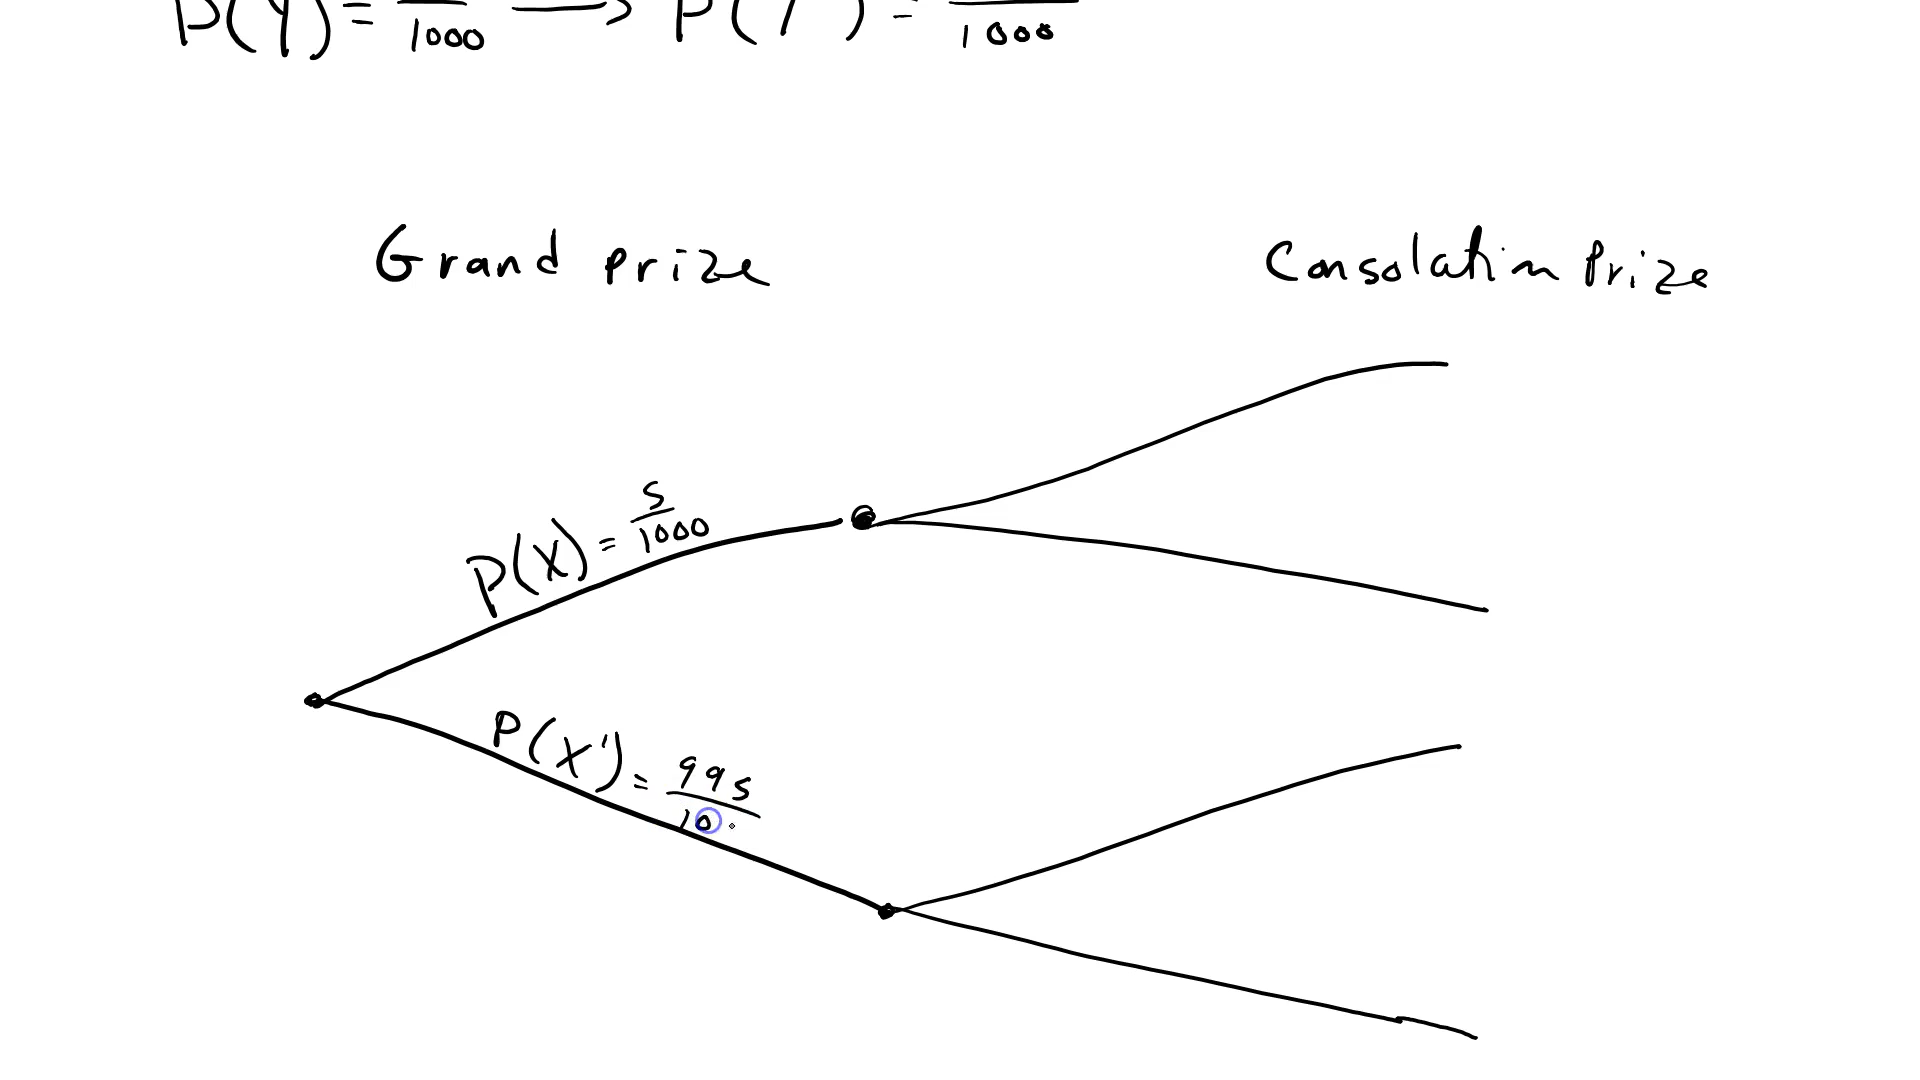 P(Y) = 1000 → P(Y') = 1000
Grand prize
Consolation Prize
P(X) = 5/1000
P(X') = 995/10